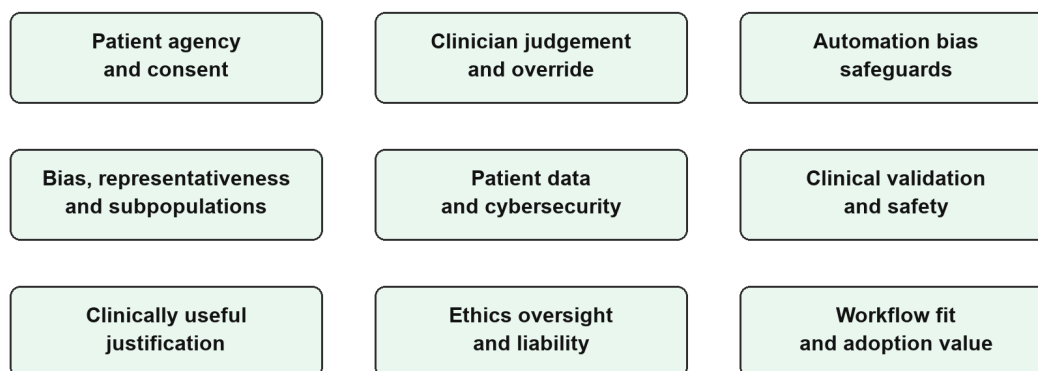 Patient agency
and consent
Clinician judgement
and override
Automation bias
safeguards
Bias, representativeness
and subpopulations
Patient data
and cybersecurity
Clinical validation
and safety
Clinically useful
justification
Ethics oversight
and liability
Workflow fit
and adoption value